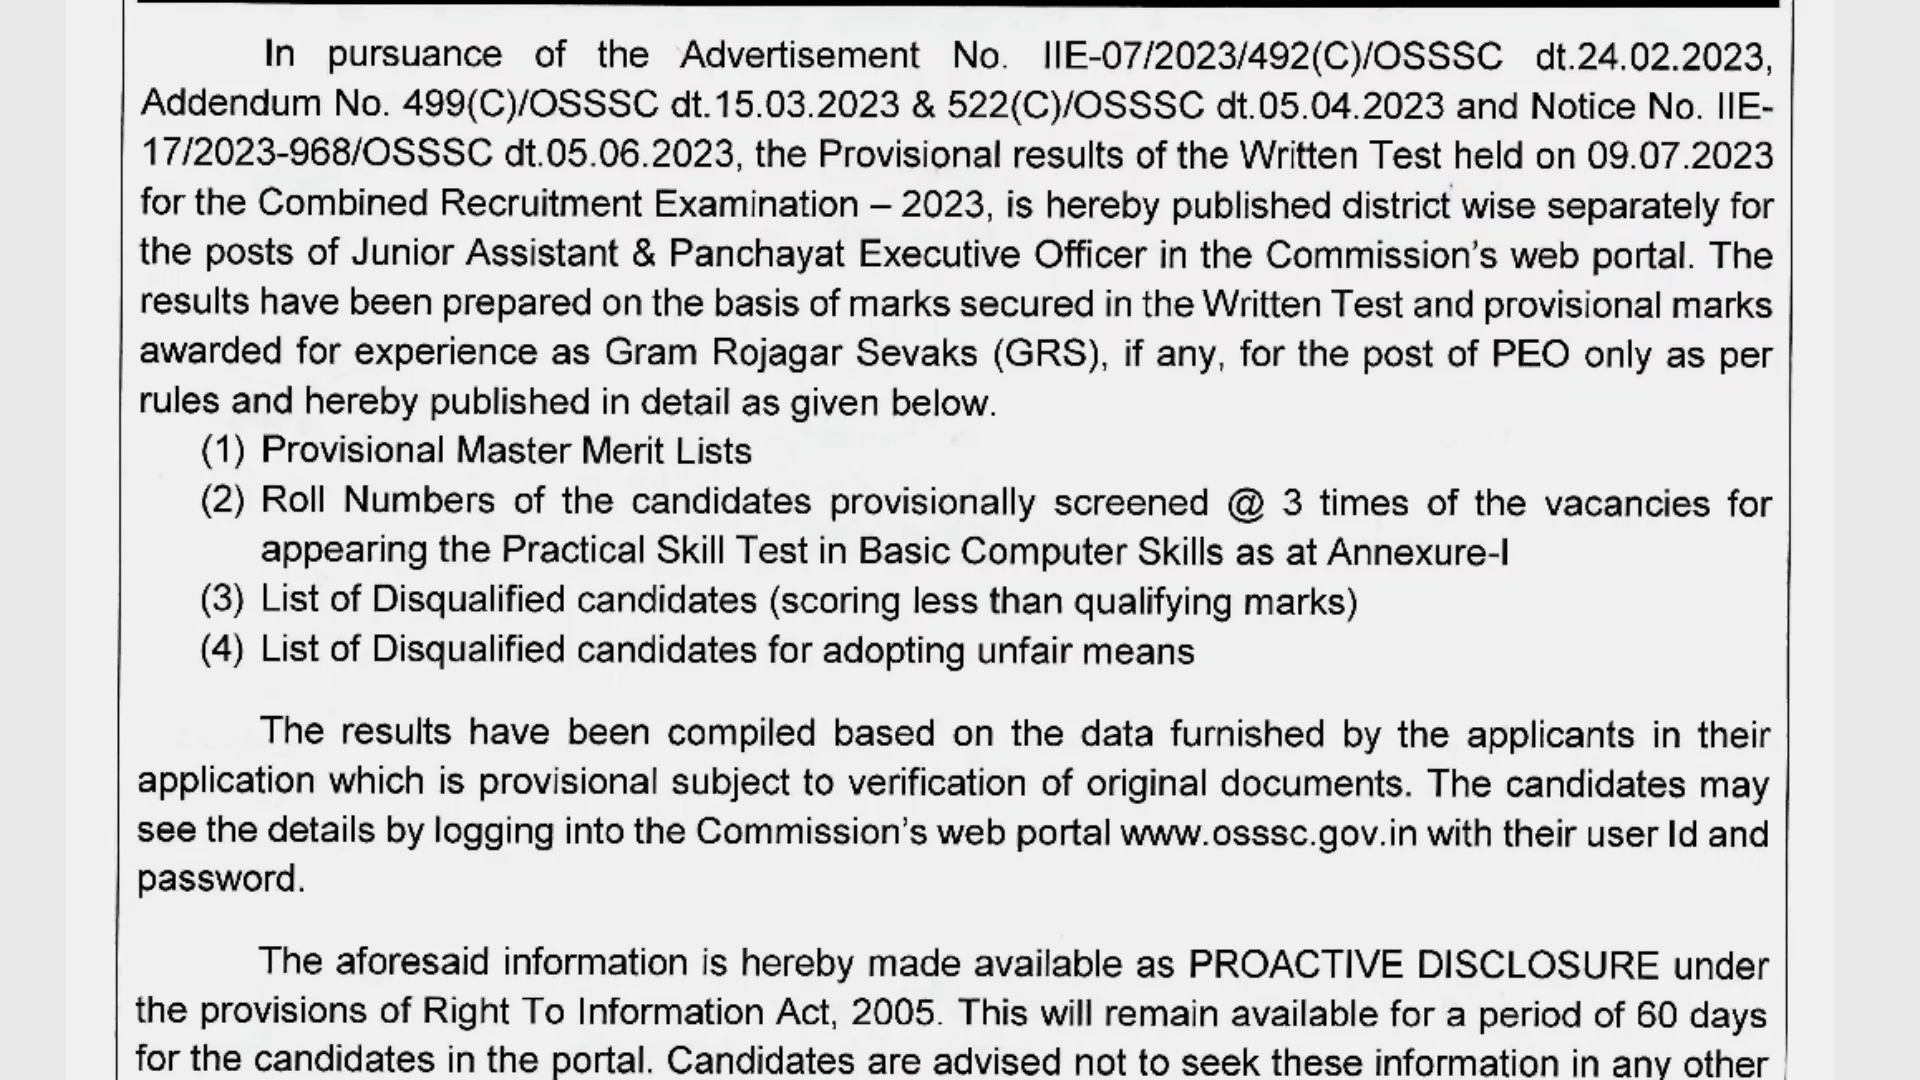 In pursuance of the Advertisement No. IIE-07/2023/492(C)/OSSSC dt.24.02.2023,
Addendum No. 499(C)/OSSSC dt.15.03.2023 & 522(C)/OSSSC dt.05.04.2023 and Notice No. IIE-
17/2023-968/OSSSC dt.05.06.2023, the Provisional results of the Written Test held on 09.07.2023
for the Combined Recruitment Examination – 2023, is hereby published district wise separately for
the posts of Junior Assistant & Panchayat Executive Officer in the Commission's web portal. The
results have been prepared on the basis of marks secured in the Written Test and provisional marks
awarded for experience as Gram Rojagar Sevaks (GRS), if any, for the post of PEO only as per
rules and hereby published in detail as given below.
(1) Provisional Master Merit Lists
(2) Roll Numbers of the candidates provisionally screened @ 3 times of the vacancies for
appearing the Practical Skill Test in Basic Computer Skills as at Annexure-I
(3) List of Disqualified candidates (scoring less than qualifying marks)
(4) List of Disqualified candidates for adopting unfair means
The results have been compiled based on the data furnished by the applicants in their
application which is provisional subject to verification of original documents. The candidates may
see the details by logging into the Commission's web portal www.osssc.gov.in with their user Id and
password.
The aforesaid information is hereby made available as PROACTIVE DISCLOSURE under
the provisions of Right To Information Act, 2005. This will remain available for a period of 60 days
for the candidates in the portal. Candidates are advised not to seek these information in any other